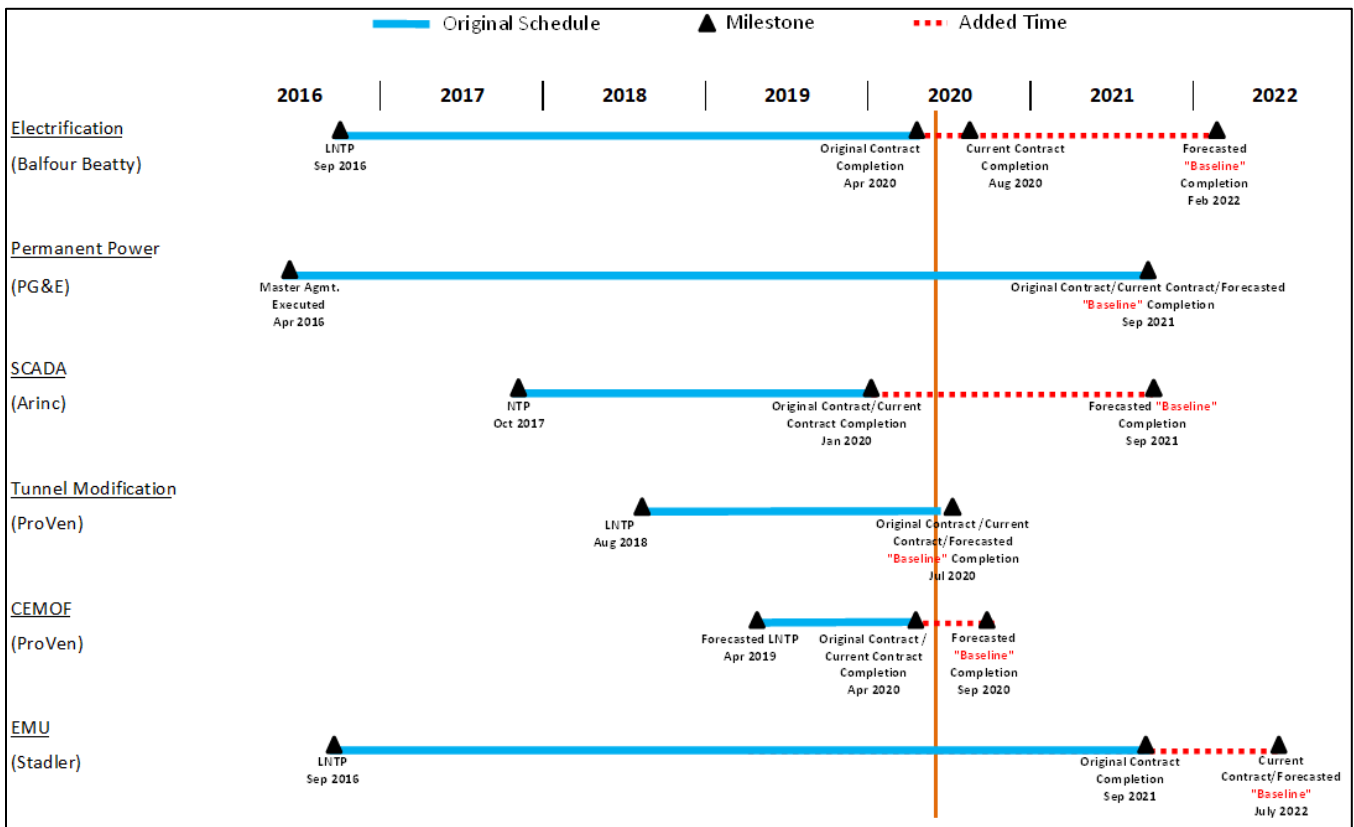 Original Schedule Milestone Added Time
2016 2017 2018 2019 2020 2021 2022
Electrification
(Balfour Beatty)
LNTP
Sep 2016
Original Contract
Completion
Apr 2020
Current Contract
Completion
Aug 2020
Forecasted
"Baseline"
Completion
Feb 2022
Permanent Power
(PG&E)
Master Agmt.
Executed
Apr 2016
Original Contract/Current Contract/Forecasted
"Baseline" Completion
Sep 2021
SCADA
(Arinc)
NTP
Oct 2017
Original Contract/Current
Contract Completion
Jan 2020
Forecasted "Baseline"
Completion
Sep 2021
Tunnel Modification
(ProVen)
LNTP
Aug 2018
Original Contract /Current
Contract/Forecasted
"Baseline" Completion
Jul 2020
CEMOF
(ProVen)
Forecasted LNTP
Apr 2019
Original Contract /
Current Contract
Completion
Apr 2020
Forecasted
"Baseline"
Completion
Sep 2020
EMU
(Stadler)
LNTP
Sep 2016
Original Contract
Completion
Sep 2021
Current
Contract/Forecasted
"Baseline"
July 2022